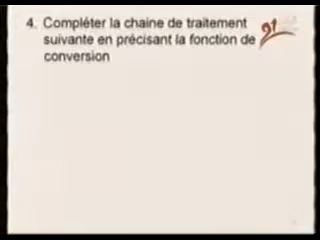 4. Compléter la chaine de traitement
suivante en précisant la fonction de
conversion